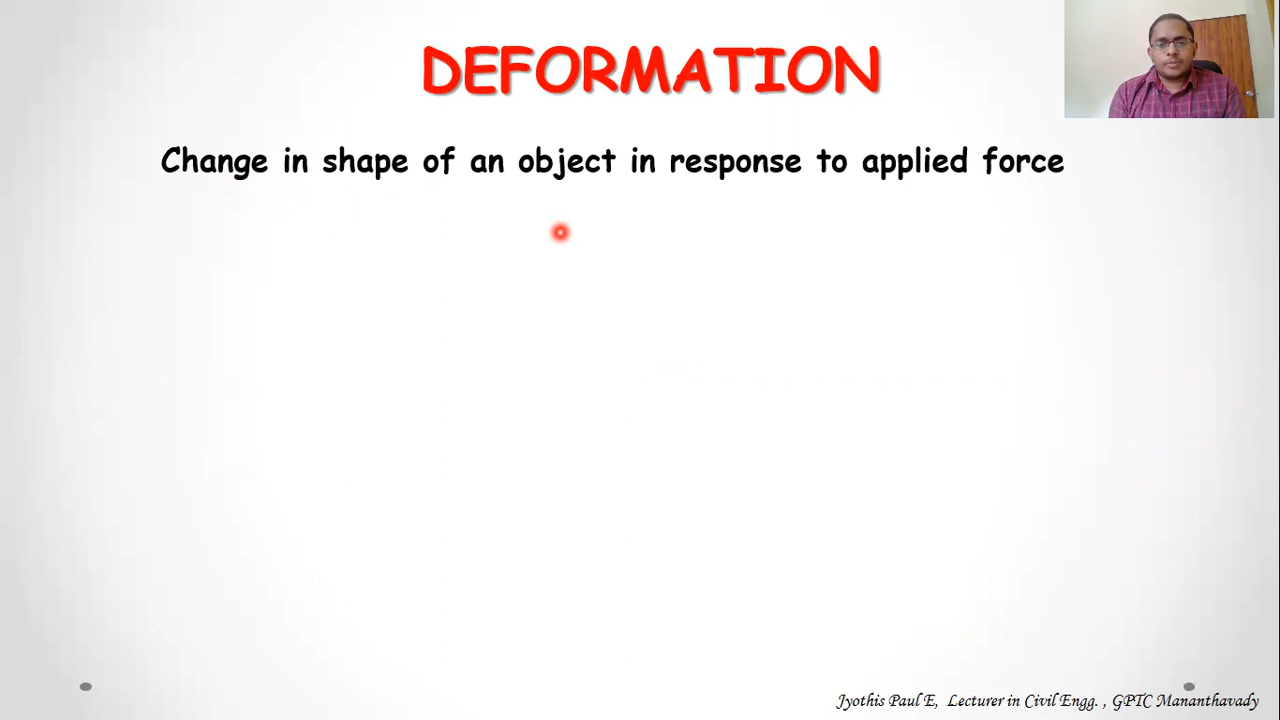 DEFORMATION
Change in shape of an object in response to applied force
Jyothis Paul E, Lecturer in Civil Engg. , GPTC Mananthavady